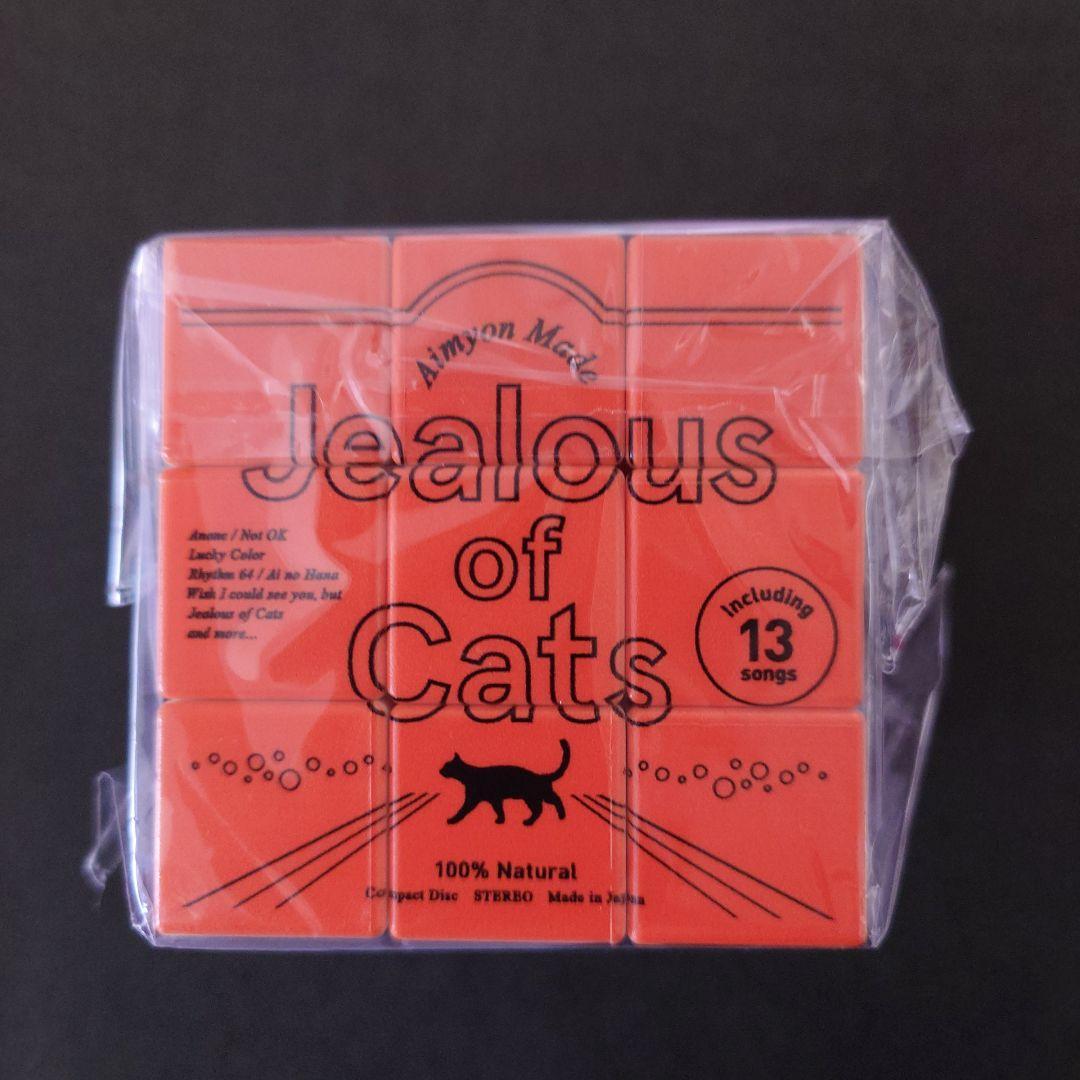 Aimyon Made
Jealous
of
Cats
Anone / Not OK
Lucky Color
Rhythm 64 / Ai no Hana
Wish I could see you, but
Jealous of Cats
and more...
Including
13
songs
100% Natural
Compact Disc STEREO Made in Japan